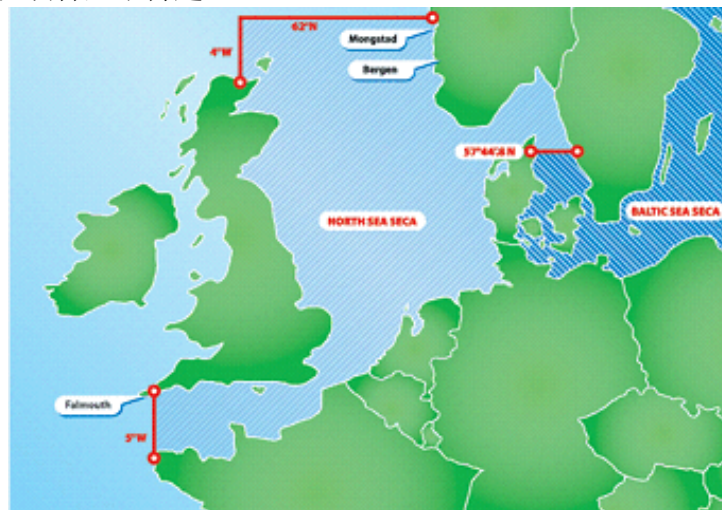 62°N
4°W
Mongstad
Bergen
57°44'.8 N
NORTH SEA SECA
BALTIC SEA SECA
Falmouth
5°W